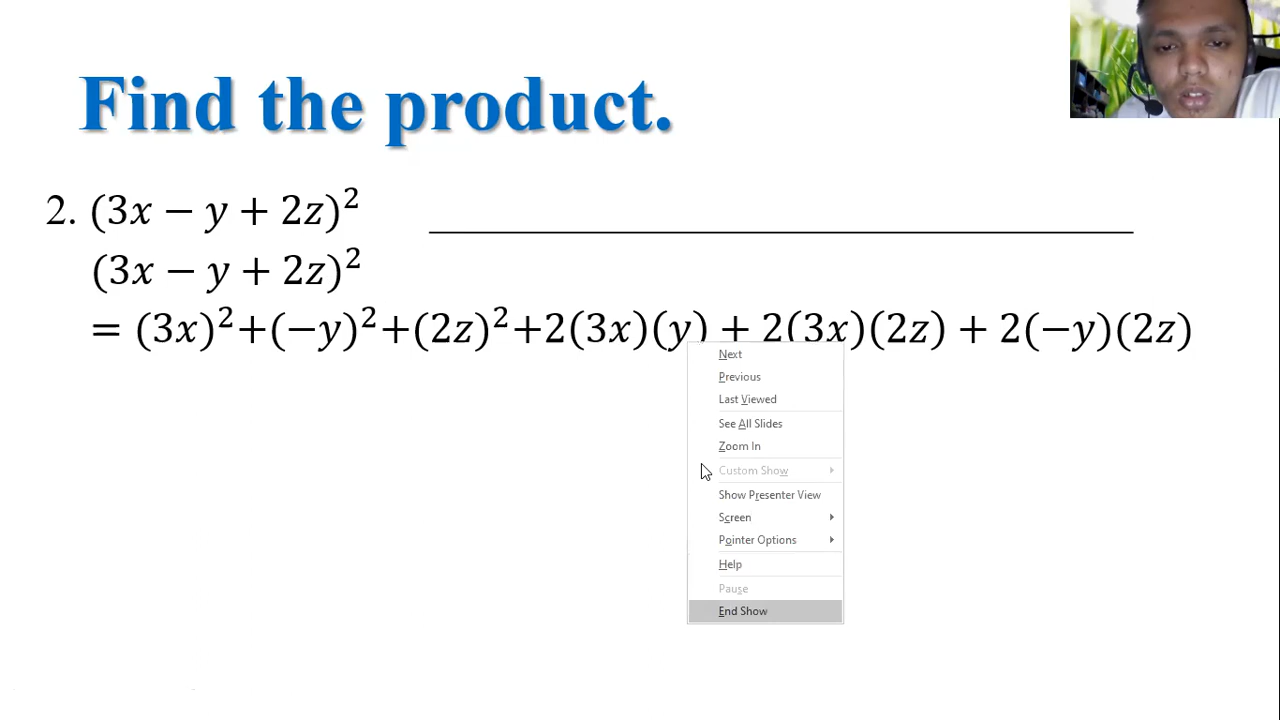 Find the product.
2. (3x − y + 2z)² ______________________
(3x − y + 2z)²
= (3x)²+(−y)²+(2z)²+2(3x)(y) + 2(3x)(2z) + 2(−y)(2z)
Next
Previous
Last Viewed
See All Slides
Zoom In
Custom Show
Show Presenter View
Screen
Pointer Options
Help
Pause
End Show